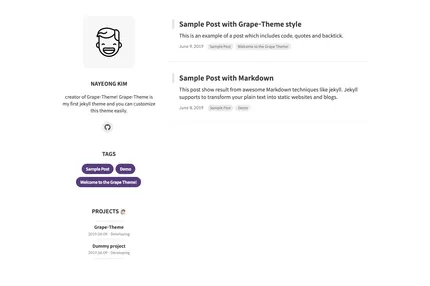 NAYEONG KIM
creator of Grape-Theme! Grape-Theme is
my first jekyll theme and you can customize
this theme easily.
TAGS
Sample Post
Demo
Welcome to the Grape Theme!
PROJECTS
Grape-Theme
2019.06.09 - Developing
Dummy project
2019.06.09 - Developing
Sample Post with Grape-Theme style
This is an example of a post which includes code, quotes and backtick.
June 9, 2019 Sample Post Welcome to the Grape Theme!
Sample Post with Markdown
This post show result from awesome Markdown techniques like jekyll. Jekyll
supports to transform your plain text into static websites and blogs.
June 8, 2019 Sample Post Demo